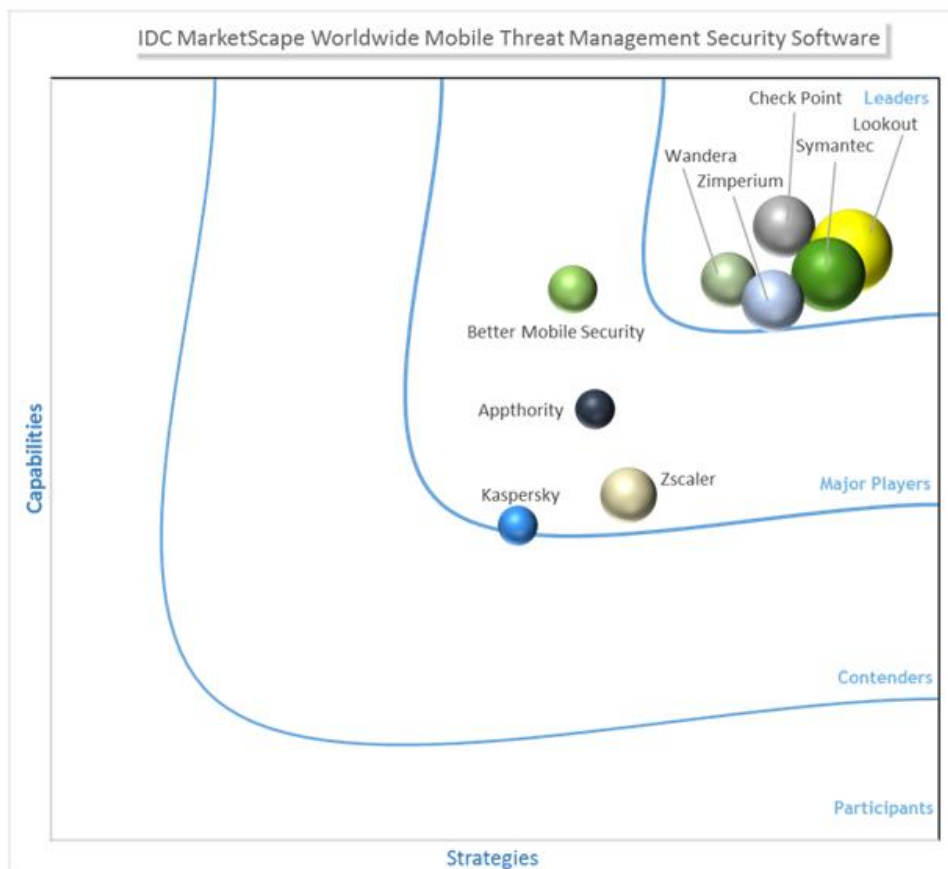 IDC MarketScape Worldwide Mobile Threat Management Security Software
Check Point
Leaders
Lookout
Symantec
Wandera
Zimperium
Better Mobile Security
Appthority
Zscaler
Kaspersky
Major Players
Capabilities
Contenders
Participants
Strategies